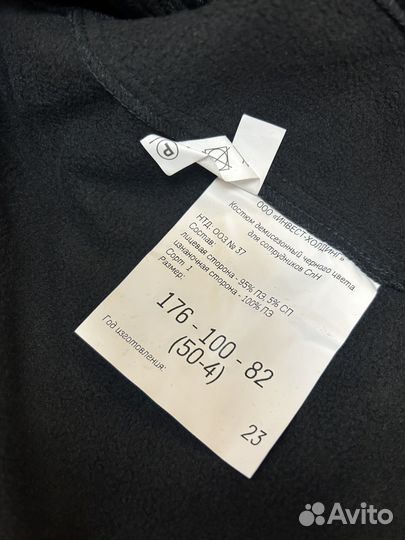 P
ООО «ИНВЕСТ-ХОЛДИНГ»
Костюм демисезонный черного цвета
для сотрудников СпН
НТД: ООЗ № 37
Состав:
лицевая сторона - 95% ПЭ, 5% СП
изнаночная сторона - 100% ПЭ
Сорт: 1
Размер:
176 - 100 - 82
(50-4)
Год изготовления:
23
Avito